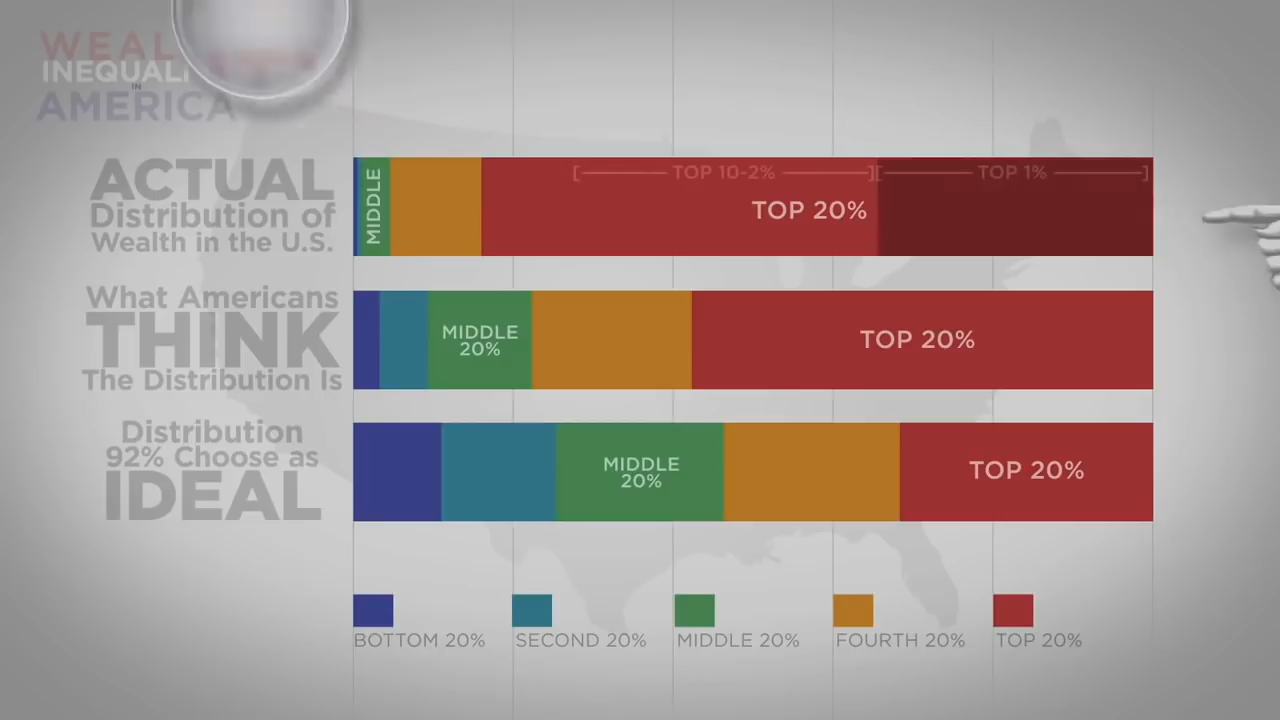 WEAL
INEQUALI
IN
AMERICA
ACTUAL
Distribution of
Wealth in the U.S.
MIDDLE
[ TOP 10-2% ][ TOP 1% ]
TOP 20%
What Americans
THINK
The Distribution Is
MIDDLE
20%
TOP 20%
Distribution
92% Choose as
IDEAL
MIDDLE
20%
TOP 20%
BOTTOM 20% SECOND 20% MIDDLE 20% FOURTH 20% TOP 20%